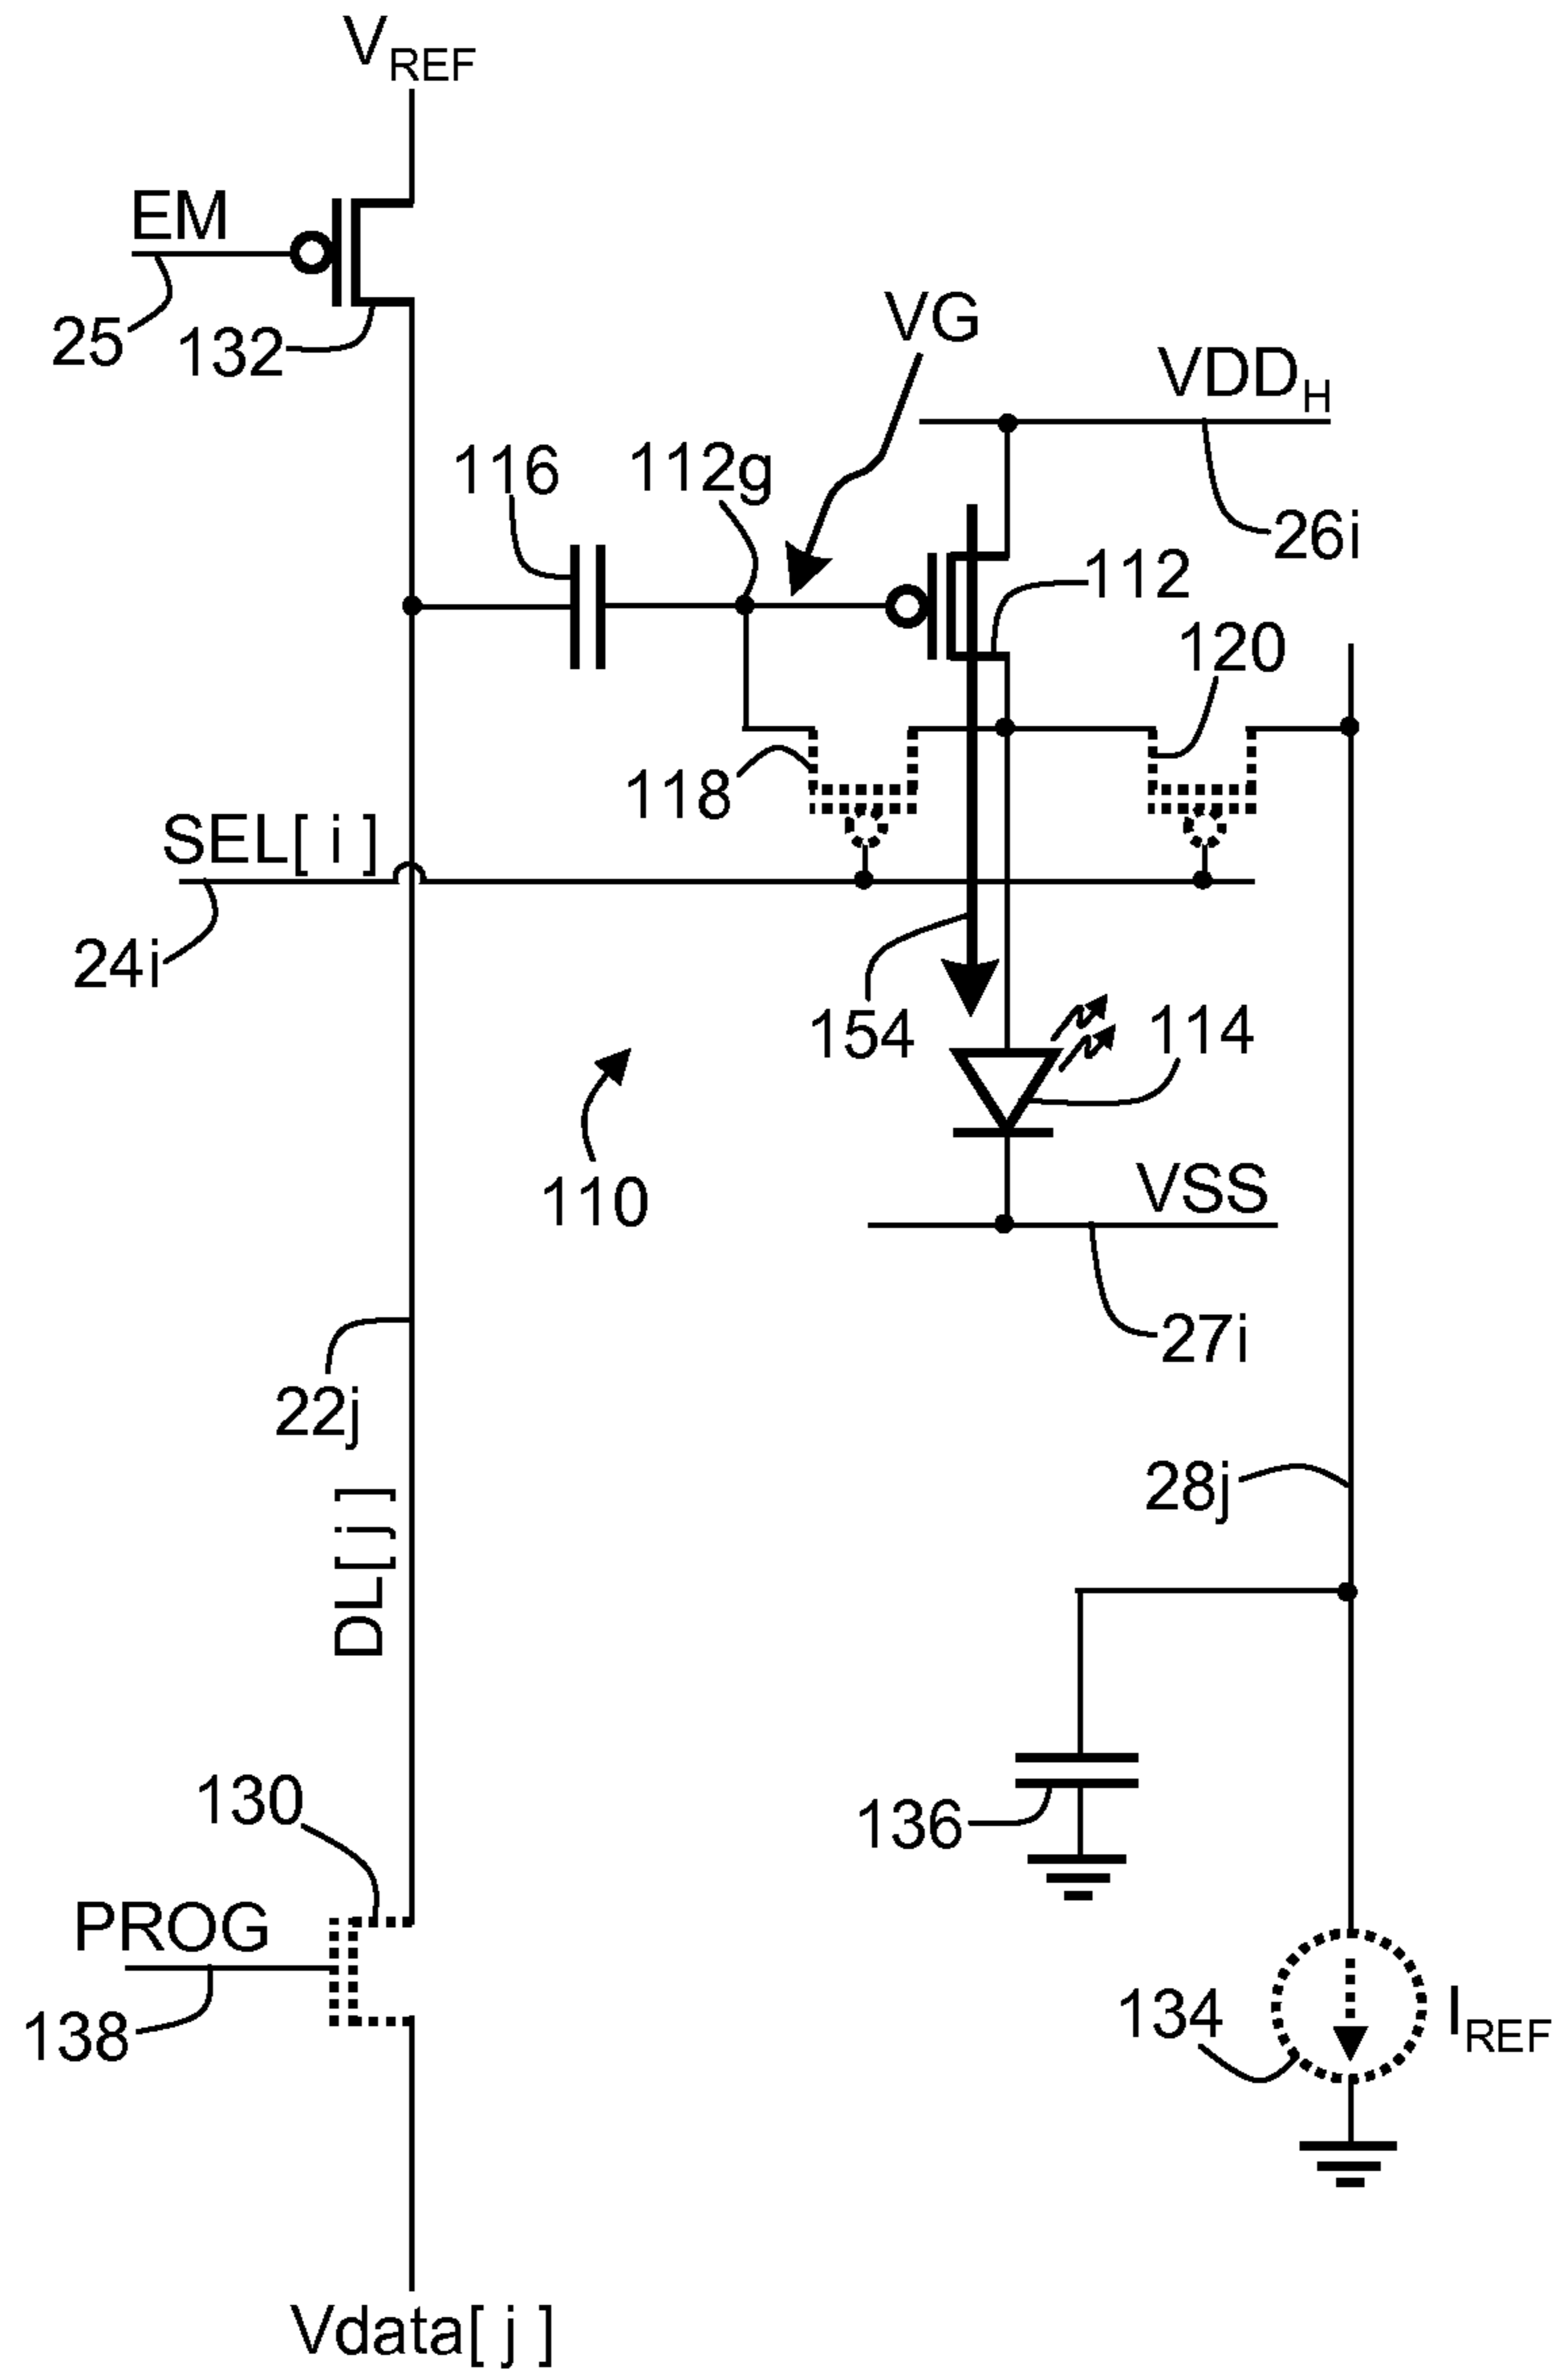 VREF
EM
25
132
VG
VDDH
116
112g
26i
112
120
118
SEL[ i ]
24i
154
114
110
VSS
27i
22j
28j
DL[ j ]
130
136
PROG
138
134
IREF
Vdata[ j ]